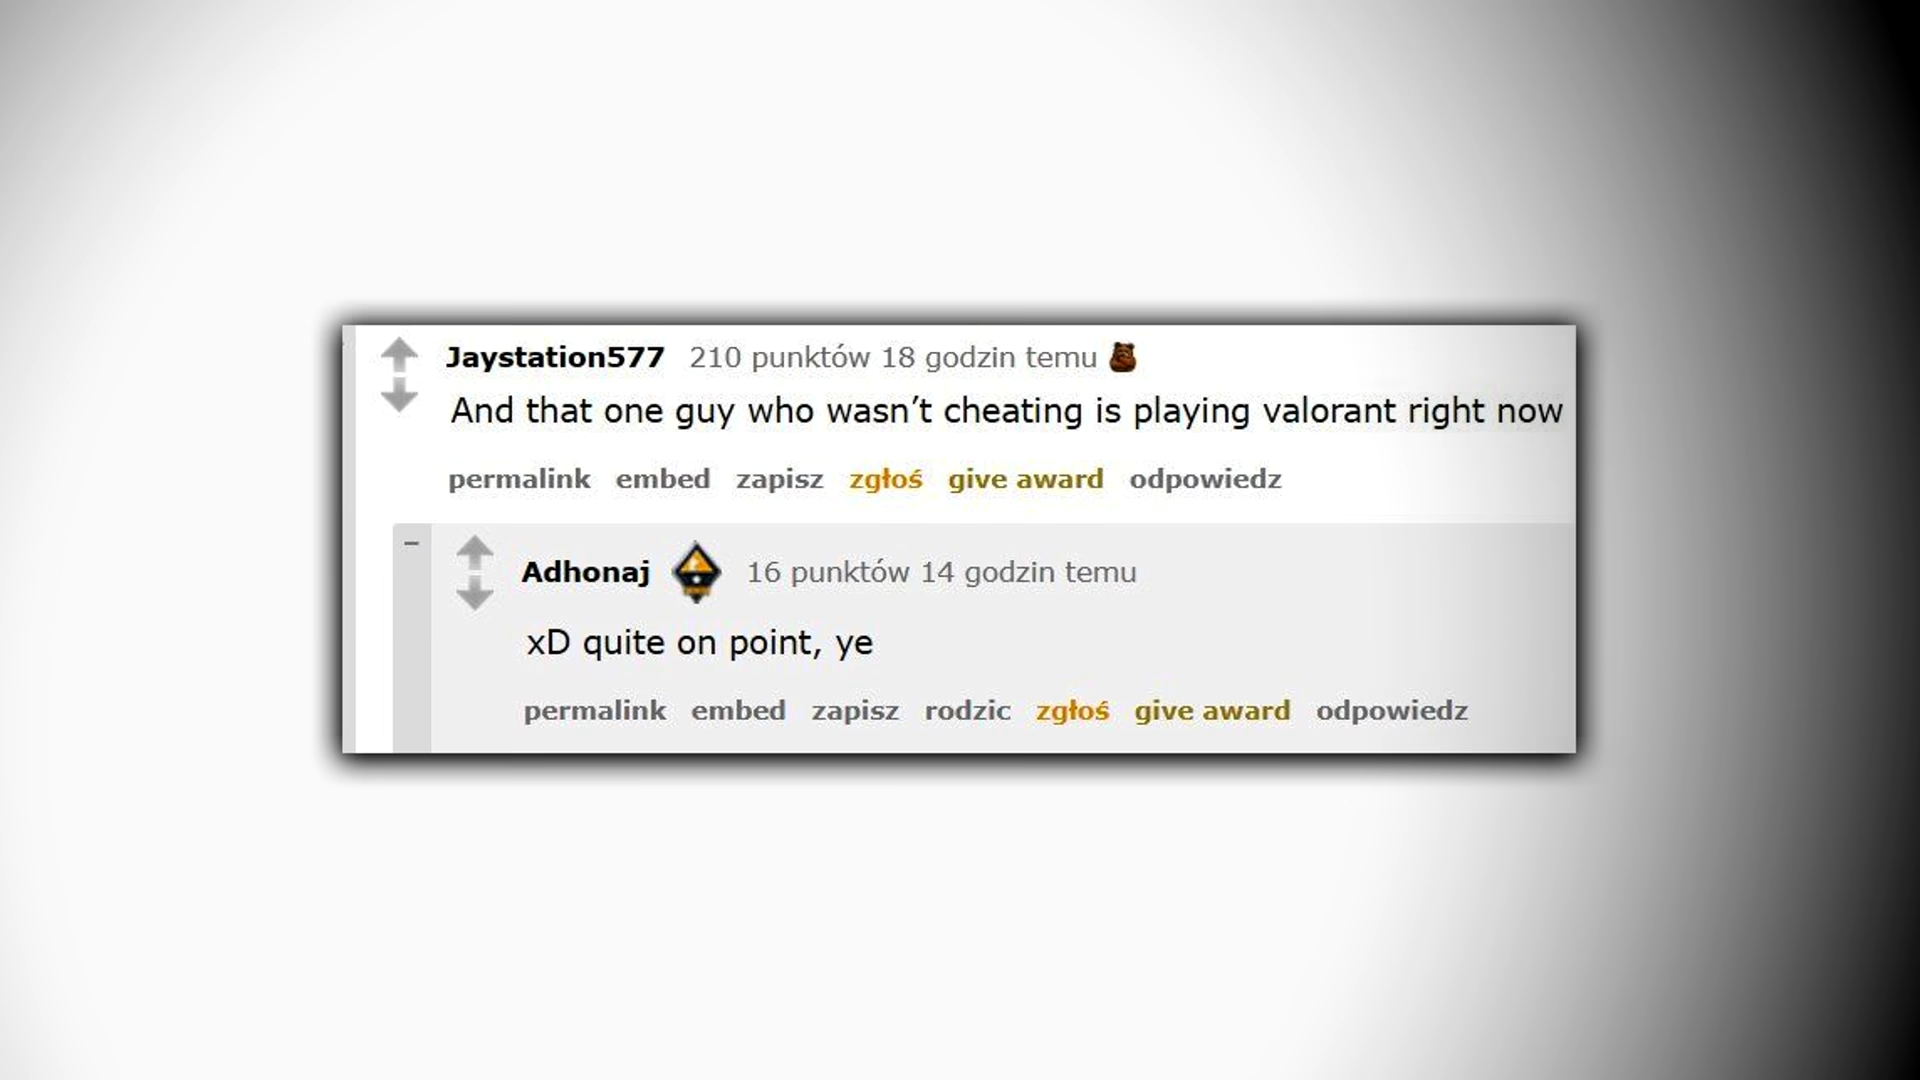 Jaystation577 210 punktów 18 godzin temu
And that one guy who wasn’t cheating is playing valorant right now
permalink embed zapisz zgłoś give award odpowiedz
Adhonaj 16 punktów 14 godzin temu
xD quite on point, ye
permalink embed zapisz rodzic zgłoś give award odpowiedz